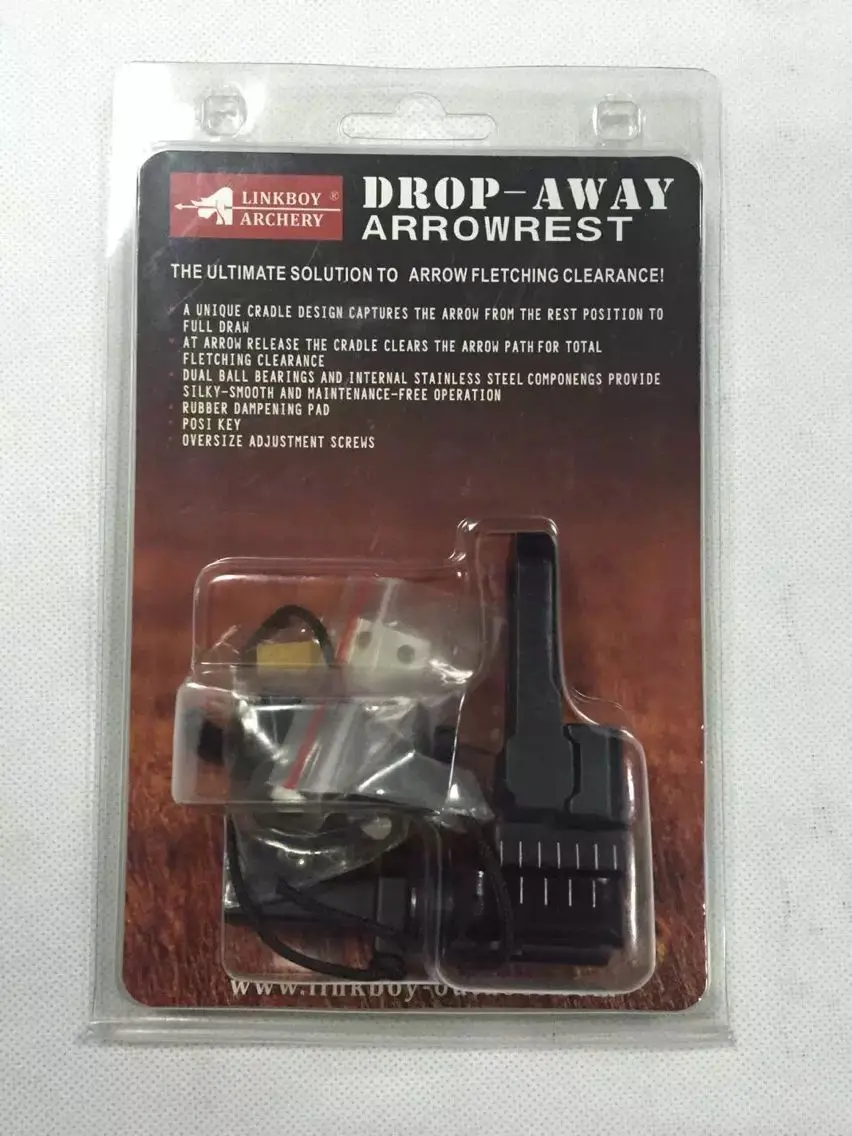 LINKBOY ®
ARCHERY
DROP-AWAY
ARROWREST
THE ULTIMATE SOLUTION TO ARROW FLETCHING CLEARANCE!
A UNIQUE CRADLE DESIGN CAPTURES THE ARROW FROM THE REST POSITION TO
FULL DRAW
AT ARROW RELEASE THE CRADLE CLEARS THE ARROW PATH FOR TOTAL
FLETCHING CLEARANCE
DUAL BALL BEARINGS AND INTERNAL STAINLESS STEEL COMPONENGS PROVIDE
SILKY-SMOOTH AND MAINTENANCE-FREE OPERATION
RUBBER DAMPENING PAD
POSI KEY
OVERSIZE ADJUSTMENT SCREWS